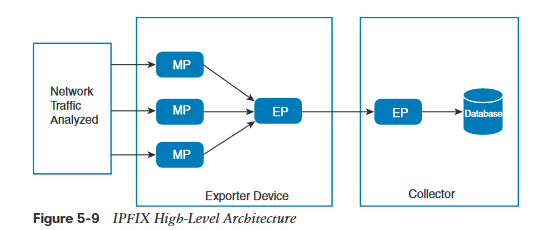 Network
Traffic
Analyzed
MP
MP
MP
EP
Exporter Device
EP
Database
Collector
Figure 5-9 IPFIX High-Level Architecture